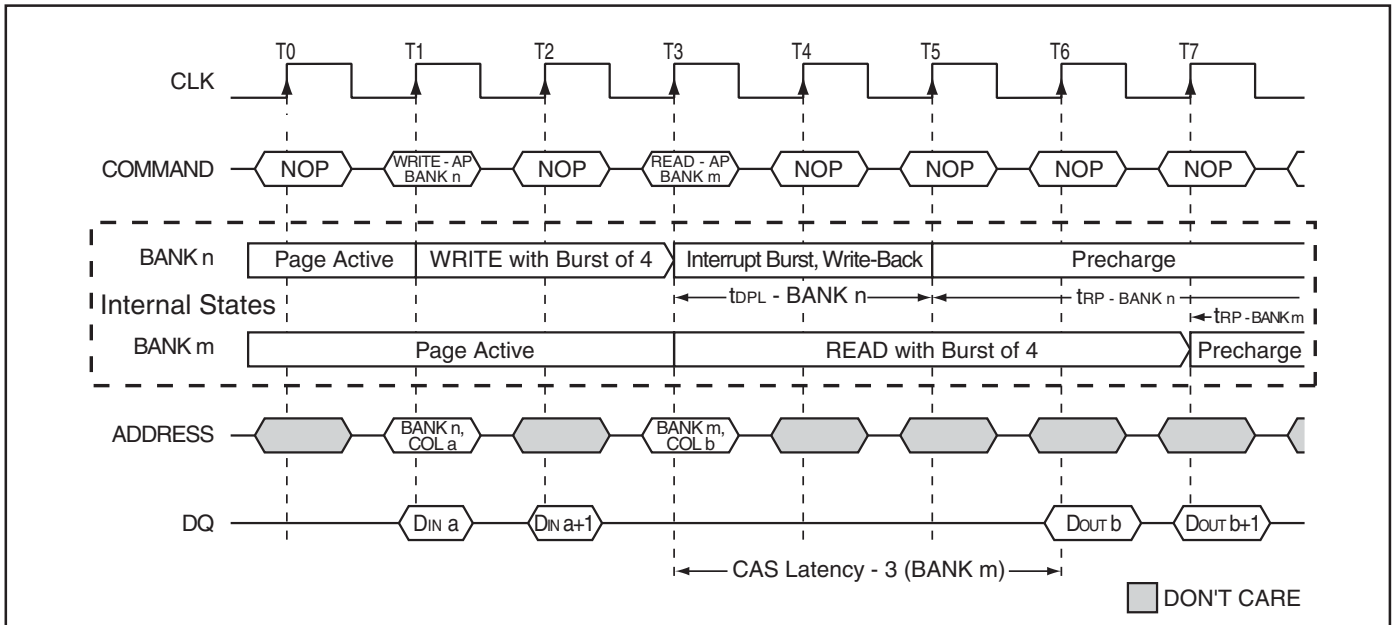 T0 T1 T2 T3 T4 T5 T6 T7
CLK
COMMAND NOP WRITE - AP BANK n NOP READ - AP BANK m NOP NOP NOP NOP
BANK n Page Active WRITE with Burst of 4 Interrupt Burst, Write-Back Precharge
tDPL - BANK n tRP - BANK n
Internal States
tRP - BANK m
BANK m Page Active READ with Burst of 4 Precharge
ADDRESS BANK n, COL a BANK m, COL b
DQ DIN a DIN a+1 DOUT b DOUT b+1
CAS Latency - 3 (BANK m)
DON'T CARE